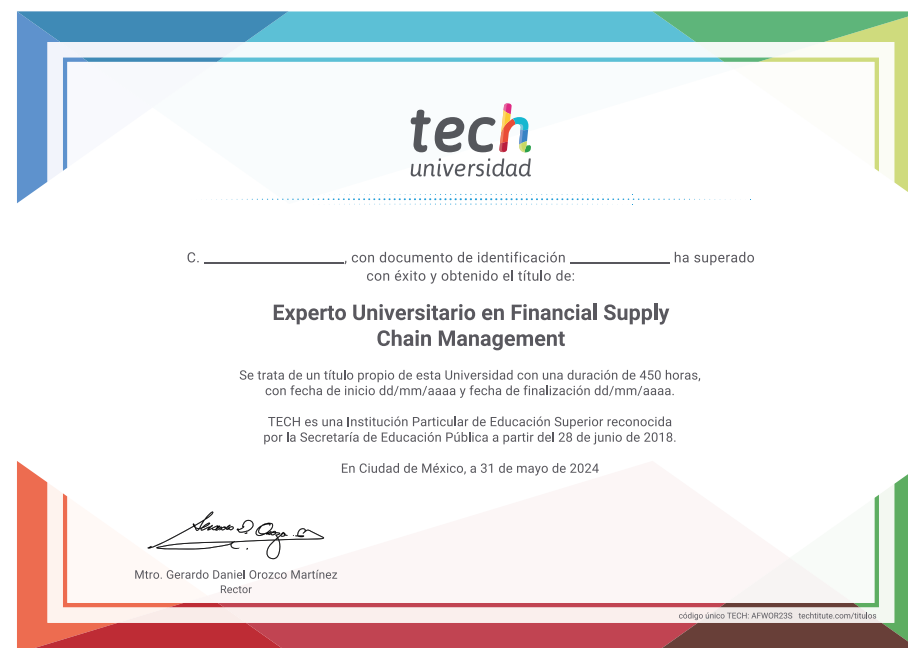 tech
universidad
C. ____________, con documento de identificación ____________ ha superado
con éxito y obtenido el título de:
Experto Universitario en Financial Supply
Chain Management
Se trata de un título propio de esta Universidad con una duración de 450 horas,
con fecha de inicio dd/mm/aaaa y fecha de finalización dd/mm/aaaa.
TECH es una Institución Particular de Educación Superior reconocida
por la Secretaría de Educación Pública a partir del 28 de junio de 2018.
En Ciudad de México, a 31 de mayo de 2024
Mtro. Gerardo Daniel Orozco Martínez
Rector
código único TECH: AFWOR23S techtitute.com/titulos